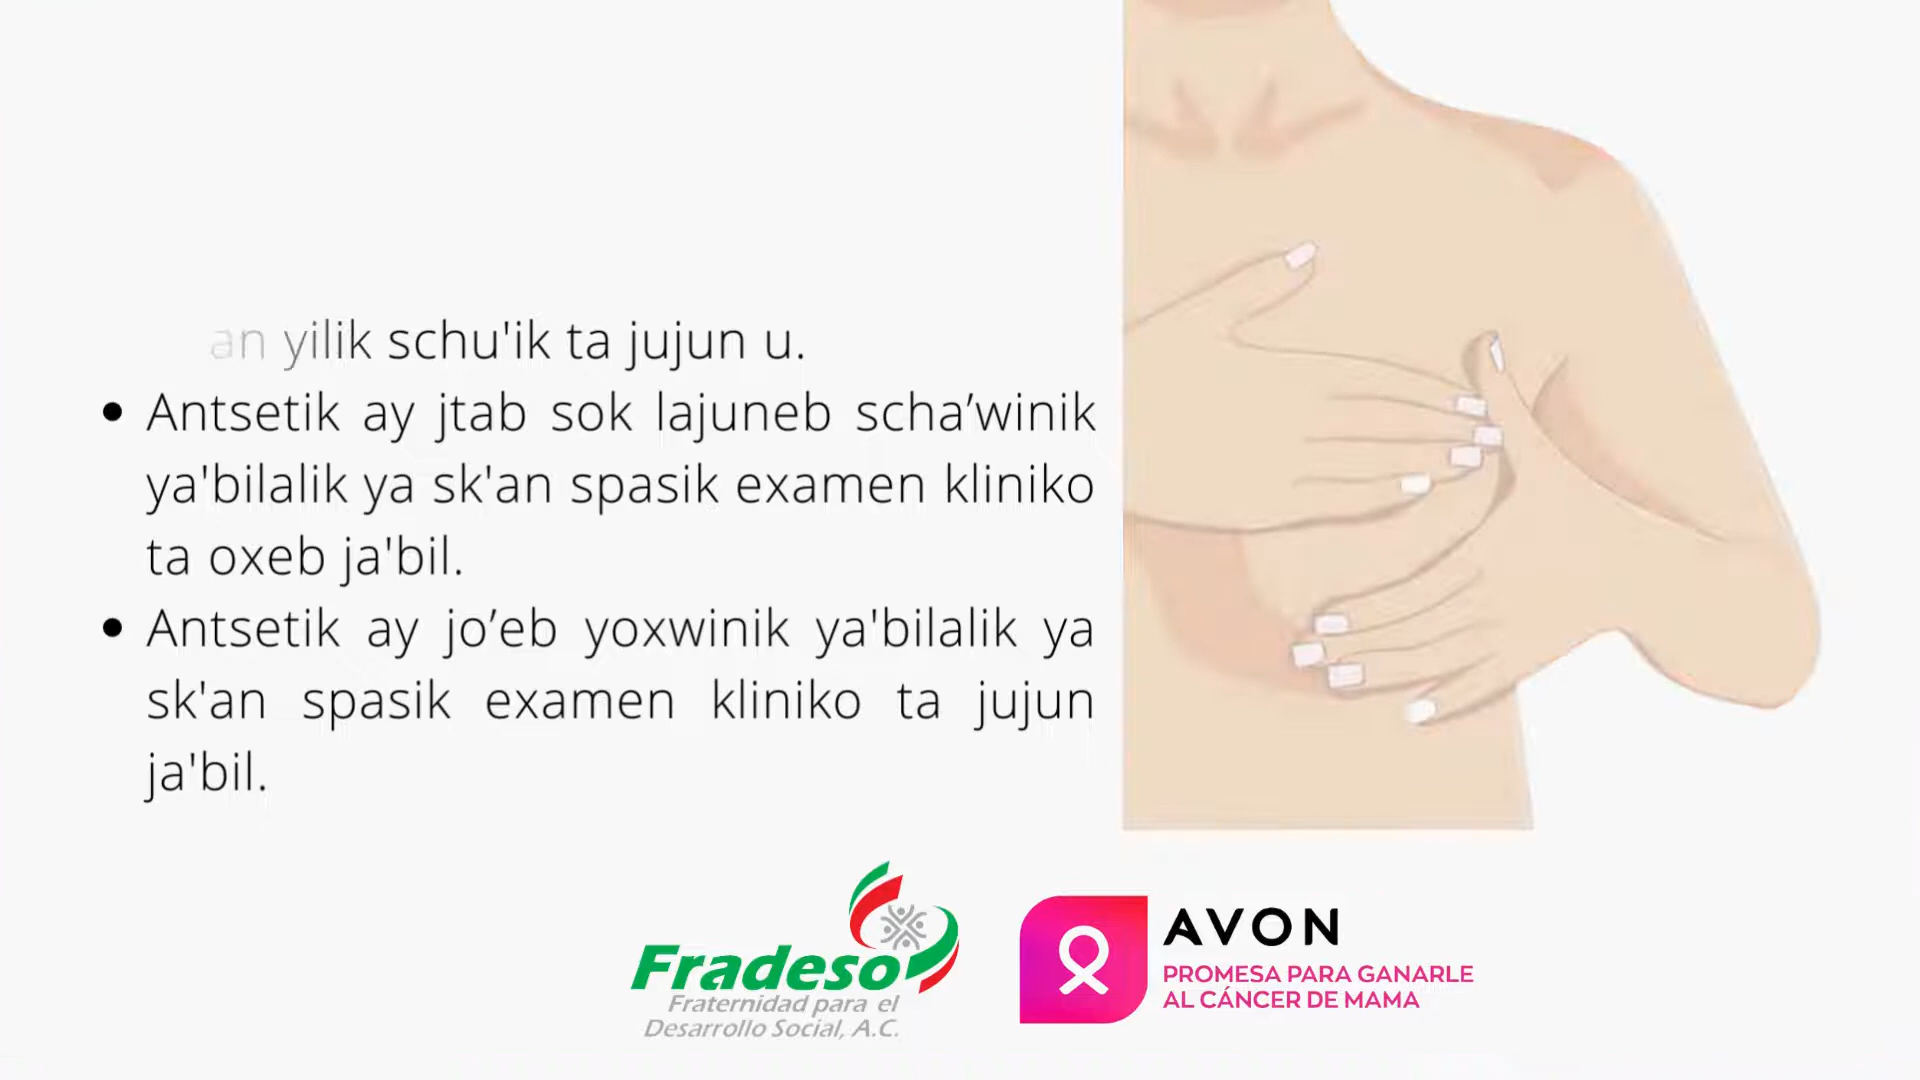 an yilik schu'ik ta jujun u.
• Antsetik ay jtab sok lajuneb scha’winik
ya'bilalik ya sk'an spasik examen kliniko
ta oxeb ja'bil.
• Antsetik ay jo’eb yoxwinik ya'bilalik ya
sk'an spasik examen kliniko ta jujun
ja'bil.
Fradeso
Fraternidad para el
Desarrollo Social, A.C.
AVON
PROMESA PARA GANARLE
AL CÁNCER DE MAMA